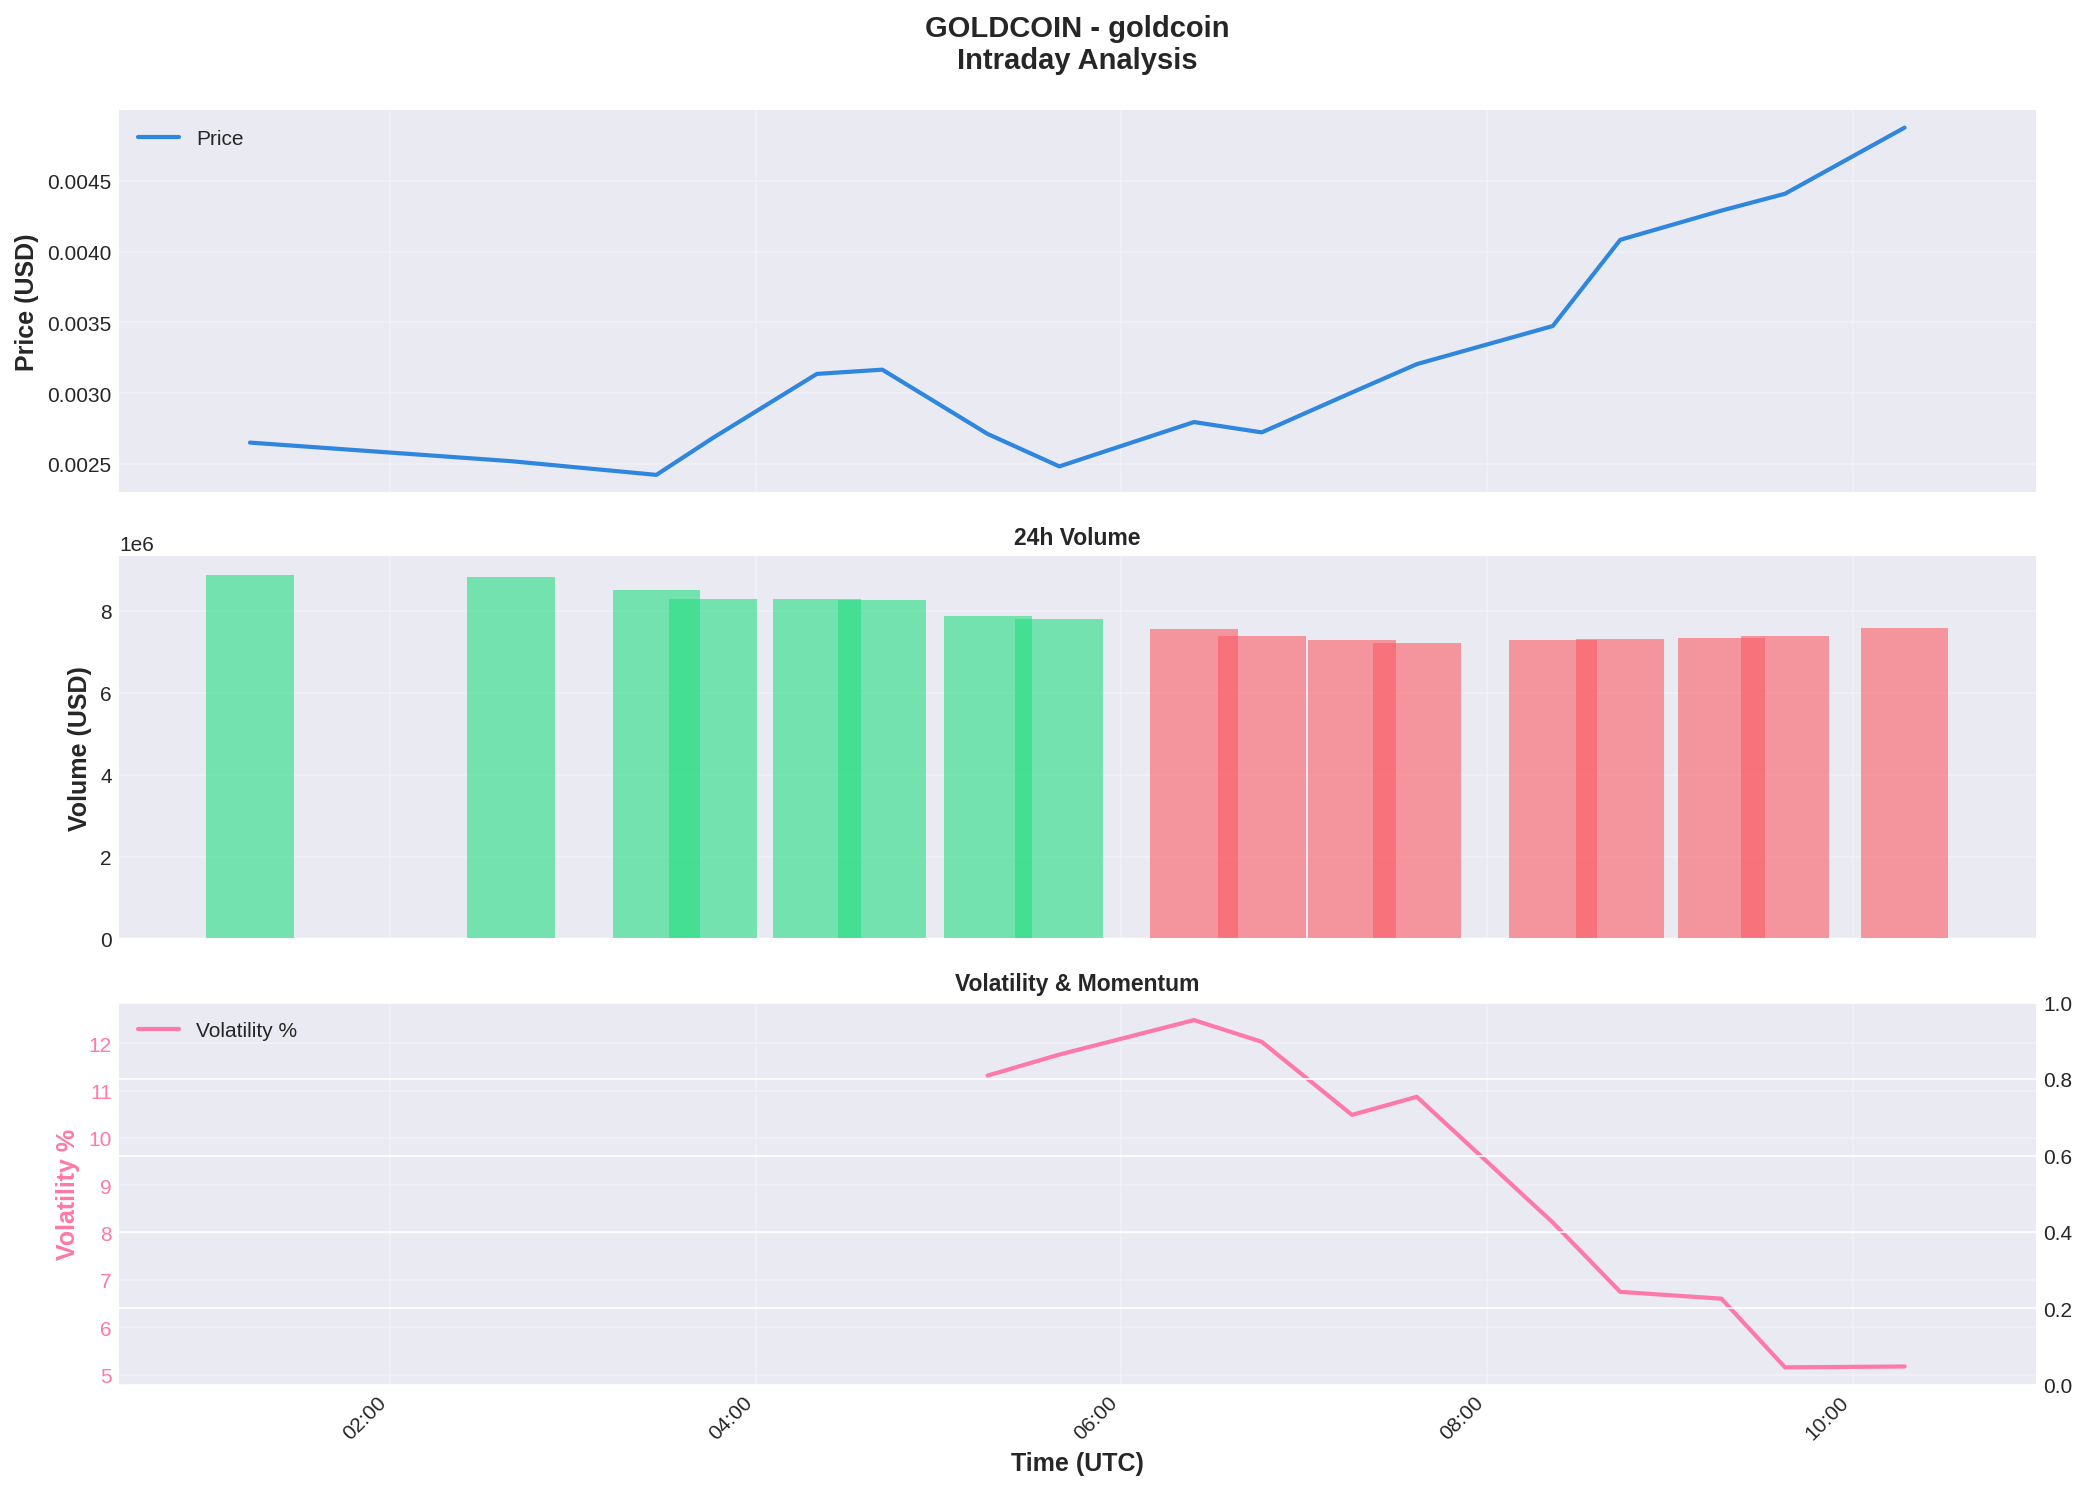 GOLDCOIN - goldcoin
Intraday Analysis
Price
0.0045
0.0040
0.0035
0.0030
0.0025
Price (USD)
24h Volume
1e6
8
6
4
2
0
Volume (USD)
Volatility & Momentum
Volatility %
12
11
10
9
8
7
6
5
Volatility %
1.0
0.8
0.6
0.4
0.2
0.0
02:00
04:00
06:00
08:00
10:00
Time (UTC)